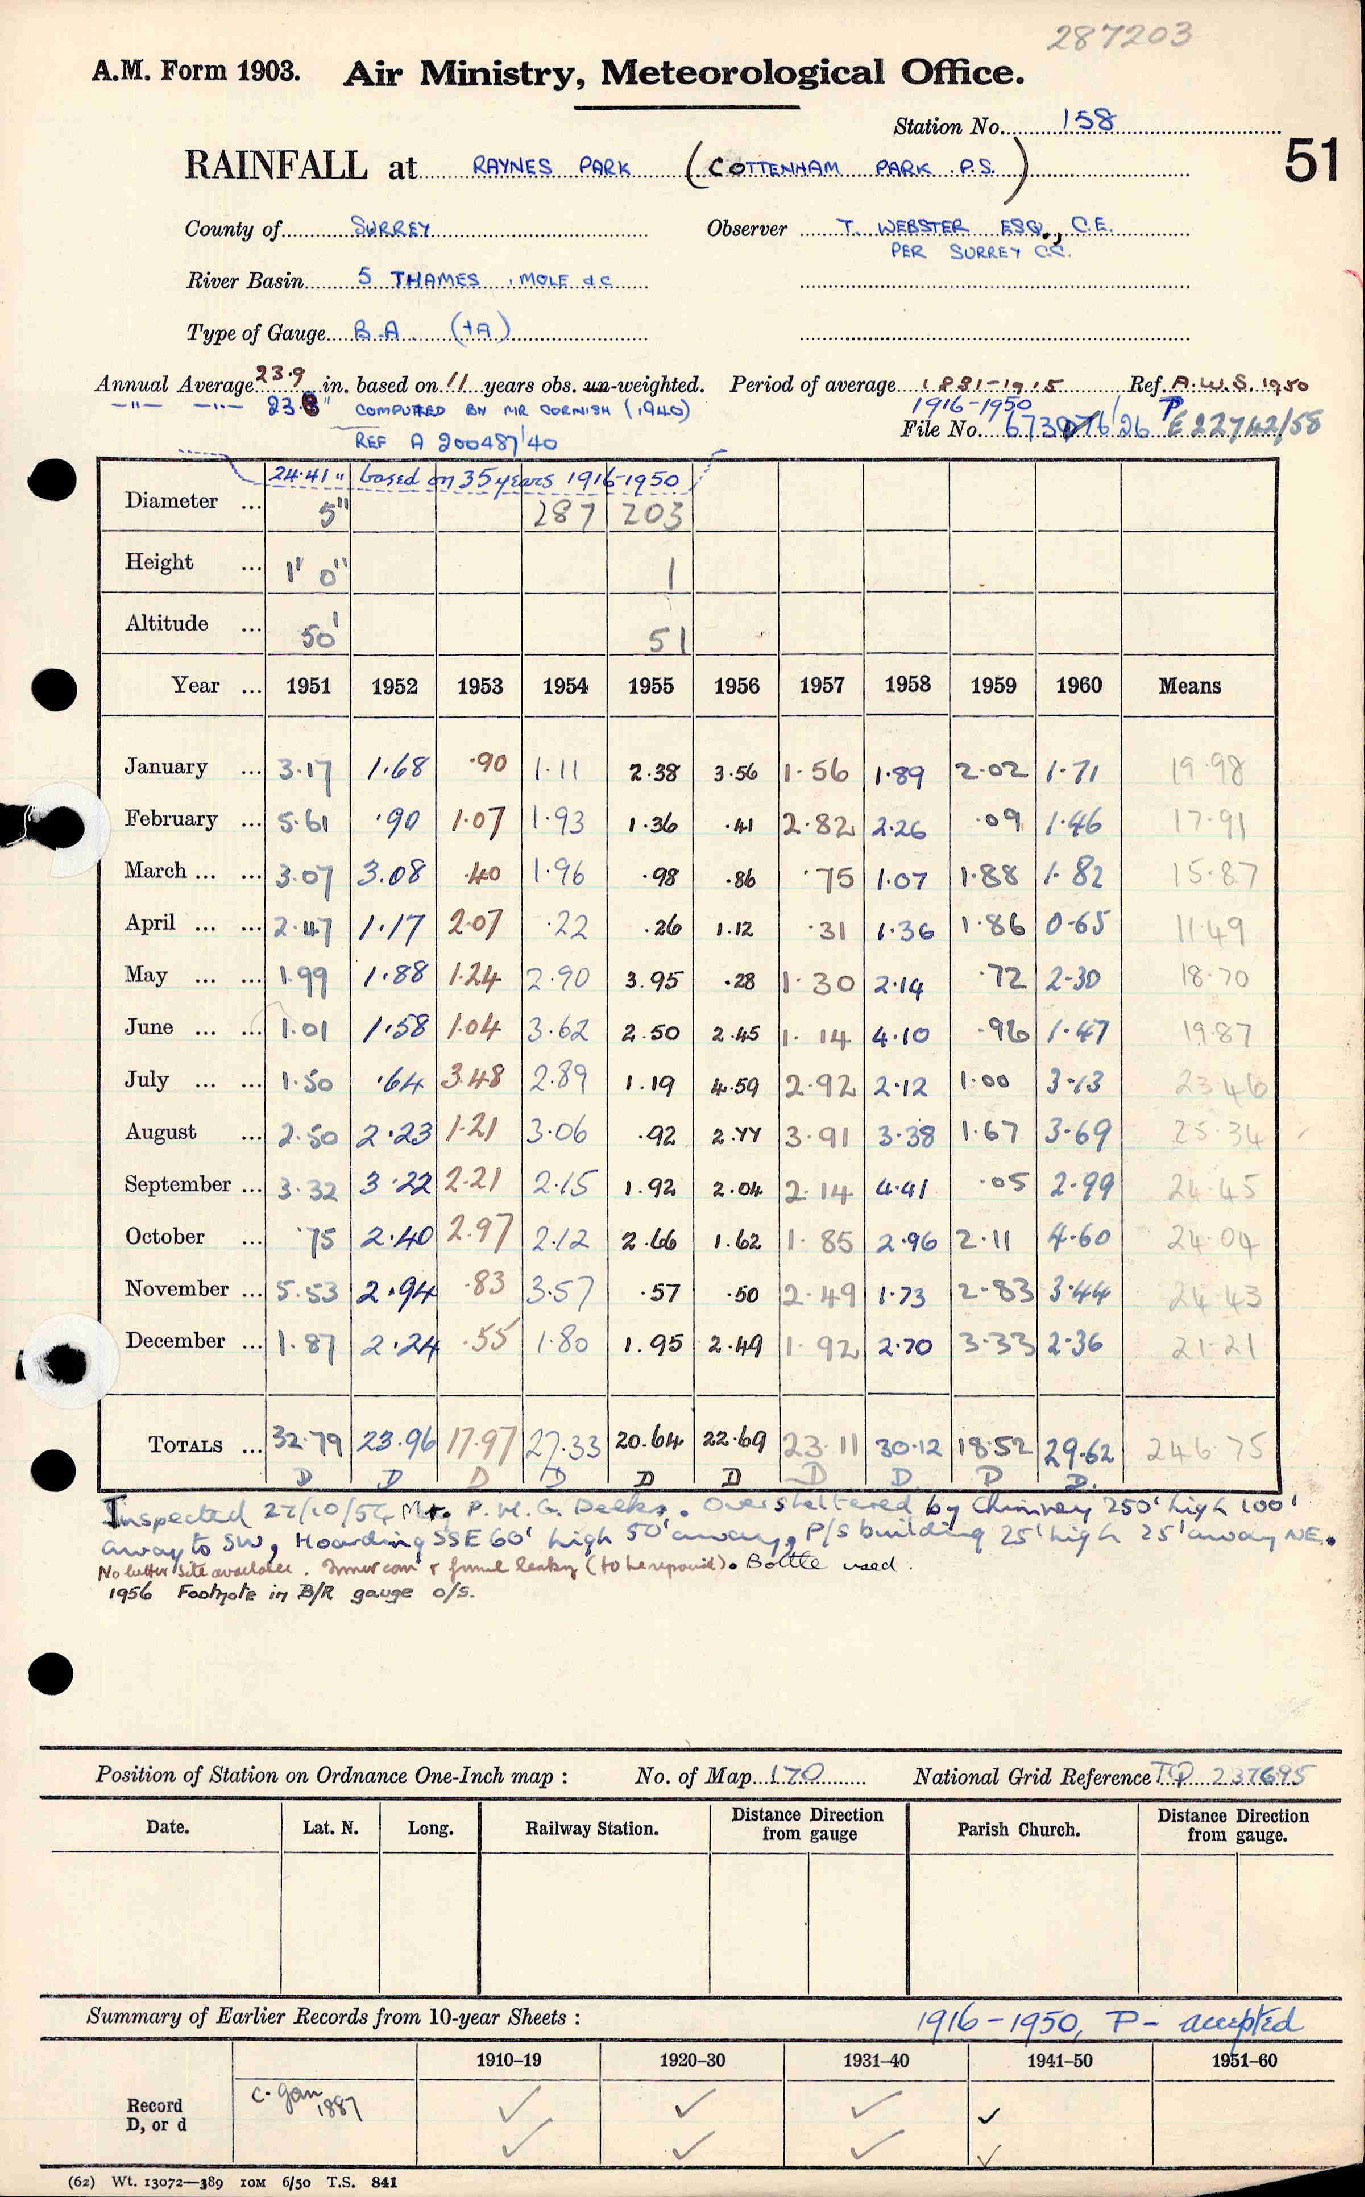 287203
A.M. Form 1903. Air Ministry, Meteorological Office.
Station No. 158
RAINFALL at RAYNES PARK (COTTENHAM PARK P.S.) 51
County of SURREY Observer T. WEBSTER ESQ., C.E.
PER SURREY C.C.
River Basin 5 THAMES, MOLE &C
Type of Gauge B.A. (+A)
Annual Average 23.9 in. based on 11 years obs. un-weighted. Period of average 1881-1915 Ref. A.W.S. 1950
—"— —"— 23.8" COMPUTED BY MR CORNISH (1940) 1916-1950
REF A 200487/40 File No. E 22742/58
24.41" based on 35 years 1916-1950
Diameter ... 5" 287 203
Height ... 1' 0" 1
Altitude ... 50' 51
Year ... 1951 1952 1953 1954 1955 1956 1957 1958 1959 1960 Means
January ... 3.17 1.68 .90 1.11 2.38 3.56 1.56 1.89 2.02 1.71 19.98
February ... 5.61 .90 1.07 1.93 1.36 .41 2.82 2.26 .09 1.46 17.91
March ... ... 3.07 3.08 .40 1.96 .98 .86 .75 1.07 1.88 1.82 15.87
April ... ... 2.47 1.17 2.07 .22 .26 1.12 .31 1.36 1.86 0.65 11.49
May ... ... 1.99 1.88 1.24 2.90 3.95 .28 1.30 2.14 .72 2.30 18.70
June ... ... 1.01 1.58 1.04 3.62 2.50 2.45 1.14 4.10 .96 1.47 19.87
July ... ... 1.50 .64 3.48 2.89 1.19 4.59 2.92 2.12 1.00 3.13 23.46
August ... 2.50 2.23 1.21 3.06 .92 2.77 3.91 3.38 1.67 3.69 25.34
September ... 3.32 3.22 2.21 2.15 1.92 2.04 2.14 4.41 .05 2.99 24.45
October ... .75 2.40 2.97 2.12 2.66 1.62 1.85 2.96 2.11 4.60 24.04
November ... 5.53 2.94 .83 3.57 .57 .50 2.49 1.73 2.83 3.44 24.43
December ... 1.87 2.24 .55 1.80 1.95 2.49 1.92 2.70 3.33 2.36 21.21
TOTALS ... 32.79 23.96 17.97 27.33 20.64 22.69 23.11 30.12 18.52 29.62 246.75
D D D D D D D D D D.
Inspected 22/10/54 Mr. P.H.G. Deeks. Oversheltered by Chimney 250' high 100'
away to SW, Hoarding SSE 60' high 50' away, P/S building 25' high 25' away NE.
No better site available. Inner can & funnel leaky (to be repaired). Bottle used.
1956 Footnote in B/R gauge o/s.
Position of Station on Ordnance One-Inch map : No. of Map 170 National Grid Reference TQ 237695
Date. Lat. N. Long. Railway Station. Distance Direction from gauge Parish Church. Distance Direction from gauge.
Summary of Earlier Records from 10-year Sheets : 1916-1950, P- accepted
1910–19 1920–30 1931–40 1941–50 1951–60
Record c. Jan 1887 ✓ ✓ ✓ ✓
D, or d ✓ ✓ ✓ ✓
(62) Wt. 13072—389 10M 6/50 T.S. 841